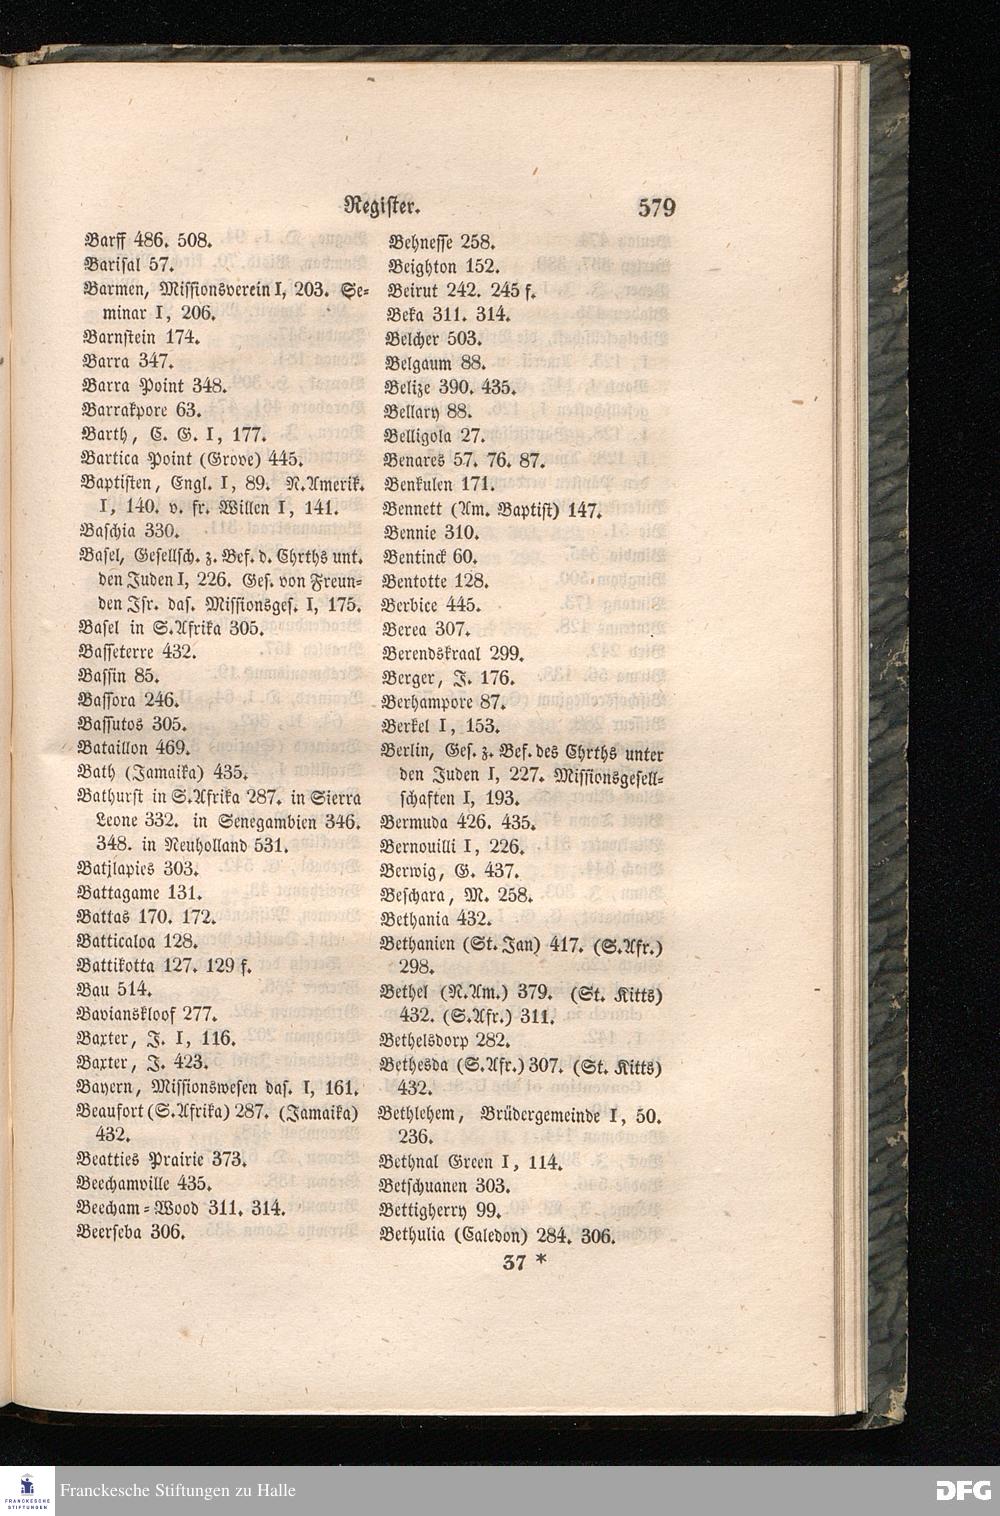 Register.
579
Barff 486. 508.
Barisal 57.
Barmen, Missionsverein I, 203. Se-
minar I, 206.
Barnstein 174.
Barra 347.
Barra Point 348.
Barrakpore 63.
Barth, C. G. I, 177.
Bartica Point (Grove) 445.
Baptisten, Engl. I, 89. N.Amerik.
I, 140. v. fr. Willen I, 141.
Baschia 330.
Basel, Gesellsch. z. Bef. d. Chrths unt.
den Juden I, 226. Ges. von Freun-
den Isr. das. Missionsges. I, 175.
Basel in S.Afrika 305.
Basseterre 432.
Bassin 85.
Bassora 246.
Bassutos 305.
Bataillon 469.
Bath (Jamaika) 435.
Bathurst in S.Afrika 287. in Sierra
Leone 332. in Senegambien 346.
348. in Neuholland 531.
Batjlapies 303.
Battagame 131.
Battas 170. 172.
Batticaloa 128.
Battikotta 127. 129 f.
Bau 514.
Bavianskloof 277.
Baxter, J. I, 116.
Baxter, J. 423.
Bayern, Missionswesen das. I, 161.
Beaufort (S.Afrika) 287. (Jamaika)
432.
Beatties Prairie 373.
Beechamville 435.
Beecham-Wood 311. 314.
Beerseba 306.
Behnesse 258.
Beighton 152.
Beirut 242. 245 f.
Beka 311. 314.
Belcher 503.
Belgaum 88.
Belize 390. 435.
Bellary 88.
Belligola 27.
Benares 57. 76. 87.
Benkulen 171.
Bennett (Am. Baptist) 147.
Bennie 310.
Bentinck 60.
Bentotte 128.
Berbice 445.
Berea 307.
Berendskraal 299.
Berger, J. 176.
Berhampore 87.
Berkel I, 153.
Berlin, Ges. z. Bef. des Chrths unter
den Juden I, 227. Missionsgesell-
schaften I, 193.
Bermuda 426. 435.
Bernouilli I, 226.
Berwig, G. 437.
Beschara, M. 258.
Bethania 432.
Bethanien (St. Jan) 417. (S.Afr.)
298.
Bethel (N.Am.) 379. (St. Kitts)
432. (S.Afr.) 311.
Bethelsdorp 282.
Bethesda (S.Afr.) 307. (St. Kitts)
432.
Bethlehem, Brüdergemeinde I, 50.
236.
Bethnal Green I, 114.
Betschuanen 303.
Bettigherry 99.
Bethulia (Caledon) 284. 306.
37 *
FRANCKESCHE
STIFTUNGEN
Franckesche Stiftungen zu Halle
DFG